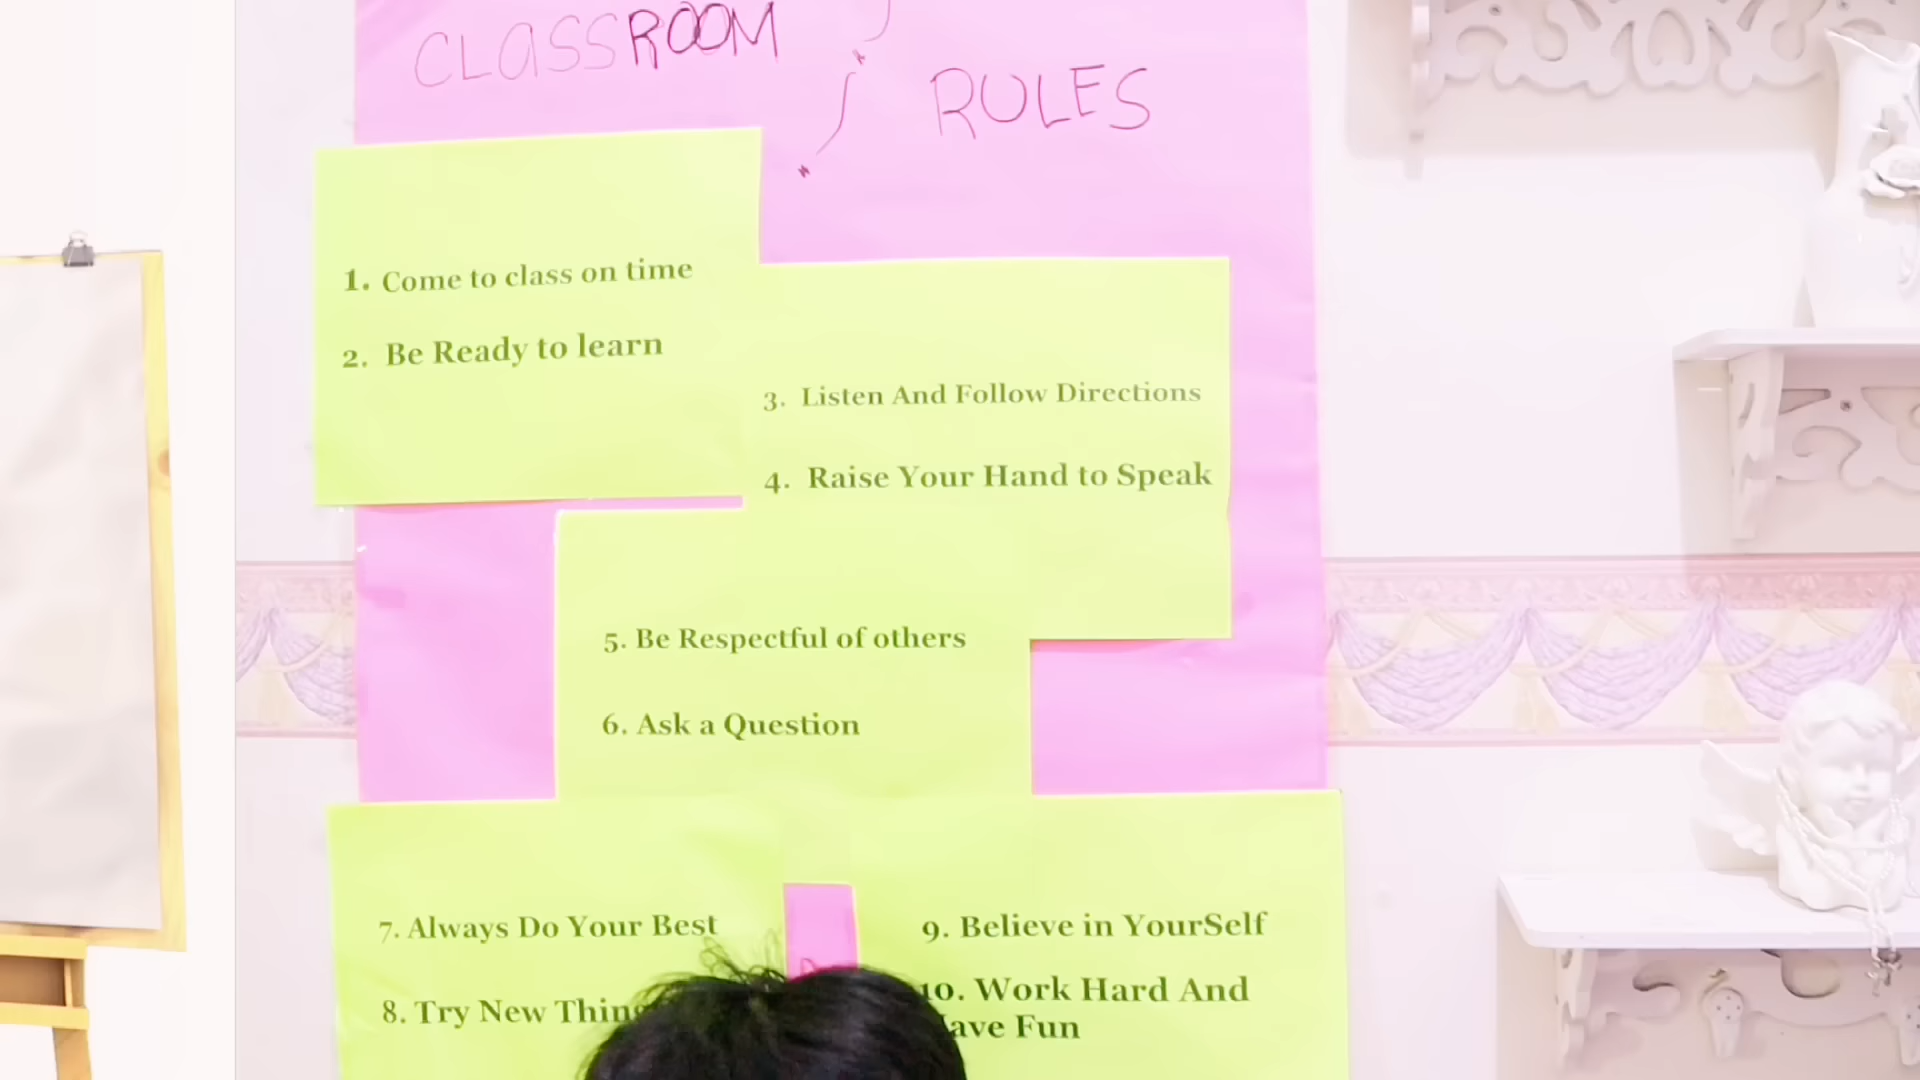 CLASSROOM
RULES
1. Come to class on time
2. Be Ready to learn
3. Listen And Follow Directions
4. Raise Your Hand to Speak
5. Be Respectful of others
6. Ask a Question
7. Always Do Your Best
8. Try New
9. Believe in YourSelf
10. Work Hard And
Fun